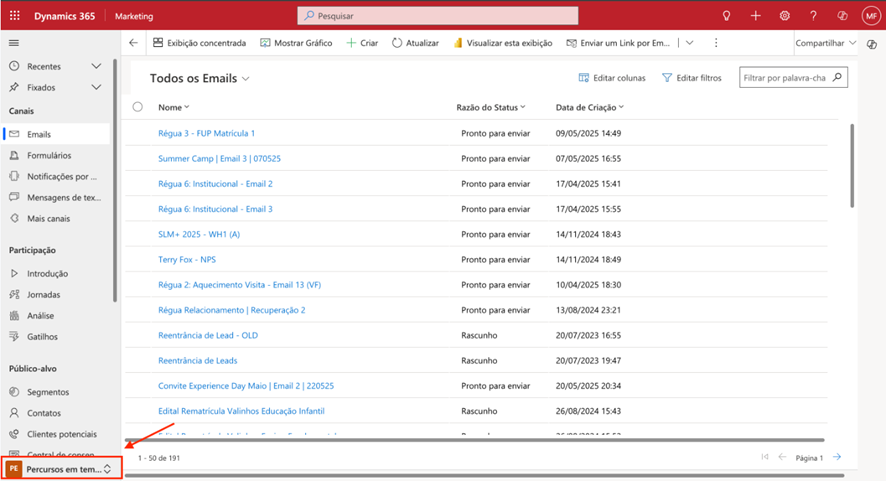 Dynamics 365 Marketing Pesquisar MF
Exibição concentrada Mostrar Gráfico Criar Atualizar Visualizar esta exibição Enviar um Link por Em... Compartilhar
Recentes
Fixados
Canais
Emails
Formulários
Notificações por ...
Mensagens de tex...
Mais canais
Participação
Introdução
Jornadas
Análise
Gatilhos
Público-alvo
Segmentos
Contatos
Clientes potenciais
Central de consen
PE Percursos em tem...
Todos os Emails Editar colunas Editar filtros Filtrar por palavra-cha
Nome Razão do Status Data de Criação
Régua 3 - FUP Matrícula 1 Pronto para enviar 09/05/2025 14:49
Summer Camp | Email 3 | 070525 Pronto para enviar 07/05/2025 16:55
Régua 6: Institucional - Email 2 Pronto para enviar 17/04/2025 15:41
Régua 6: Institucional - Email 3 Pronto para enviar 17/04/2025 15:55
SLM+ 2025 - WH1 (A) Pronto para enviar 14/11/2024 18:43
Terry Fox - NPS Pronto para enviar 14/11/2024 18:49
Régua 2: Aquecimento Visita - Email 13 (VF) Pronto para enviar 10/04/2025 18:30
Régua Relacionamento | Recuperação 2 Pronto para enviar 13/08/2024 23:21
Reentrância de Lead - OLD Rascunho 20/07/2023 16:55
Reentrância de Leads Rascunho 20/07/2023 19:47
Convite Experience Day Maio | Email 2 | 220525 Pronto para enviar 20/05/2025 20:34
Edital Rematrícula Valinhos Educação Infantil Rascunho 26/08/2024 15:43
1 - 50 de 191 Página 1